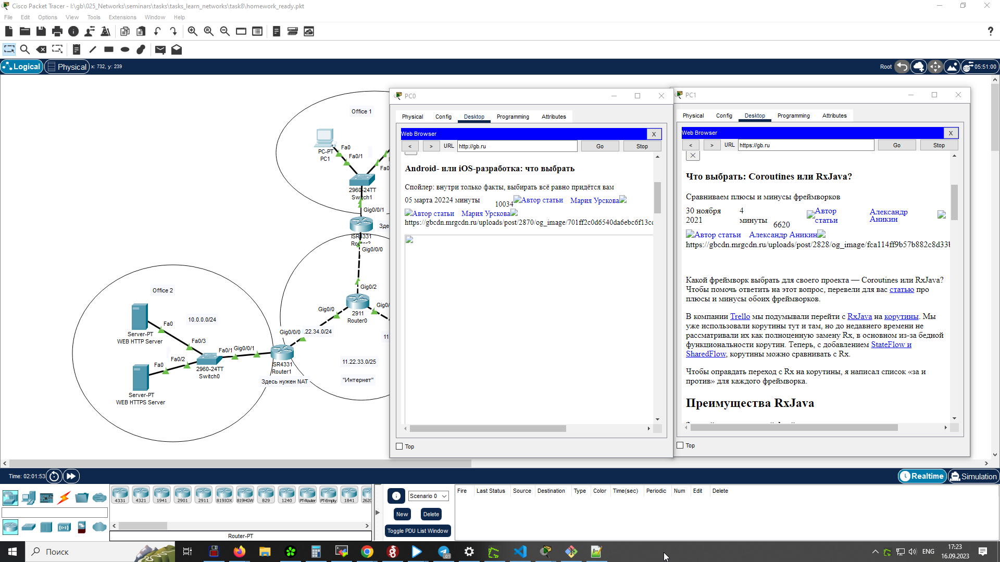 Cisco Packet Tracer - I:\gb\025_Networks\seminars\tasks\tasks_learn_networks\task8\homework_ready.pkt
File Edit Options View Tools Extensions Window Help
Logical Physical x: 732, y: 239
Root 05:51:00
Office 1
PC-PT
PC1
Fa0
Fa0/1
Fa0
2960-24TT
Switch1
Gig0/0/1
Зде
ISR4331
Gig0/0/0
Gig0/2
2911
Router0
Gig0/0
Gig0/
Gig0/0/0 .22.34.0/24
11
Office 2
Fa0
10.0.0.0/24
Server-PT
WEB HTTP Server
Fa0/3
Fa0/1 Gig0/0/1
Fa0/2
Fa0
2960-24TT
Switch0
ISR4331
Router1
Здесь нужен NAT
11.22.33.0/25
"Интернет"
Server-PT
WEB HTTPS Server
PC0
Physical Config Desktop Programming Attributes
Web Browser X
< > URL http://gb.ru Go Stop
Android- или iOS-разработка: что выбрать
Спойлер: внутри только факты, выбирать всё равно придётся вам
05 марта 20224 минуты 10034 Автор статьи Мария Урскова
Автор статьи Мария Урскова
https://gbcdn.mrgcdn.ru/uploads/post/2870/og_image/701ff2c0d6540da6ebc6f13cc
Top
PC1
Physical Config Desktop Programming Attributes
Web Browser X
< > URL https://gb.ru Go Stop
Что выбрать: Coroutines или RxJava?
Сравниваем плюсы и минусы фреймворков
30 ноября 2021 4 минуты 6620 Автор статьи Александр Аникин
Автор статьи Александр Аникин
https://gbcdn.mrgcdn.ru/uploads/post/2828/og_image/fca114ff9b57b882c8d33
Какой фреймворк выбрать для своего проекта — Coroutines или RxJava?
Чтобы помочь ответить на этот вопрос, перевели для вас статью про
плюсы и минусы обоих фреймворков.
В компании Trello мы подумывали перейти с RxJava на корутины. Мы
уже использовали корутины тут и там, но до недавнего времени не
рассматривали их как полноценную замену Rx, в основном из-за бедной
функциональности корутин. Теперь, с добавлением StateFlow и
SharedFlow, корутины можно сравнивать с Rx.
Чтобы оправдать переход с Rx на корутины, я написал список «за и
против» для каждого фреймворка.
Преимущества RxJava
Top
Time: 02:01:53
Realtime Simulation
4331 4321 1941 2901 2911 819IOX 819HGW 829 1240 PT-Router PT-Empty 1841 2620
Router-PT
Scenario 0
New Delete
Toggle PDU List Window
Fire Last Status Source Destination Type Color Time(sec) Periodic Num Edit Delete
Поиск
.01
ENG
17:23
16.09.2023